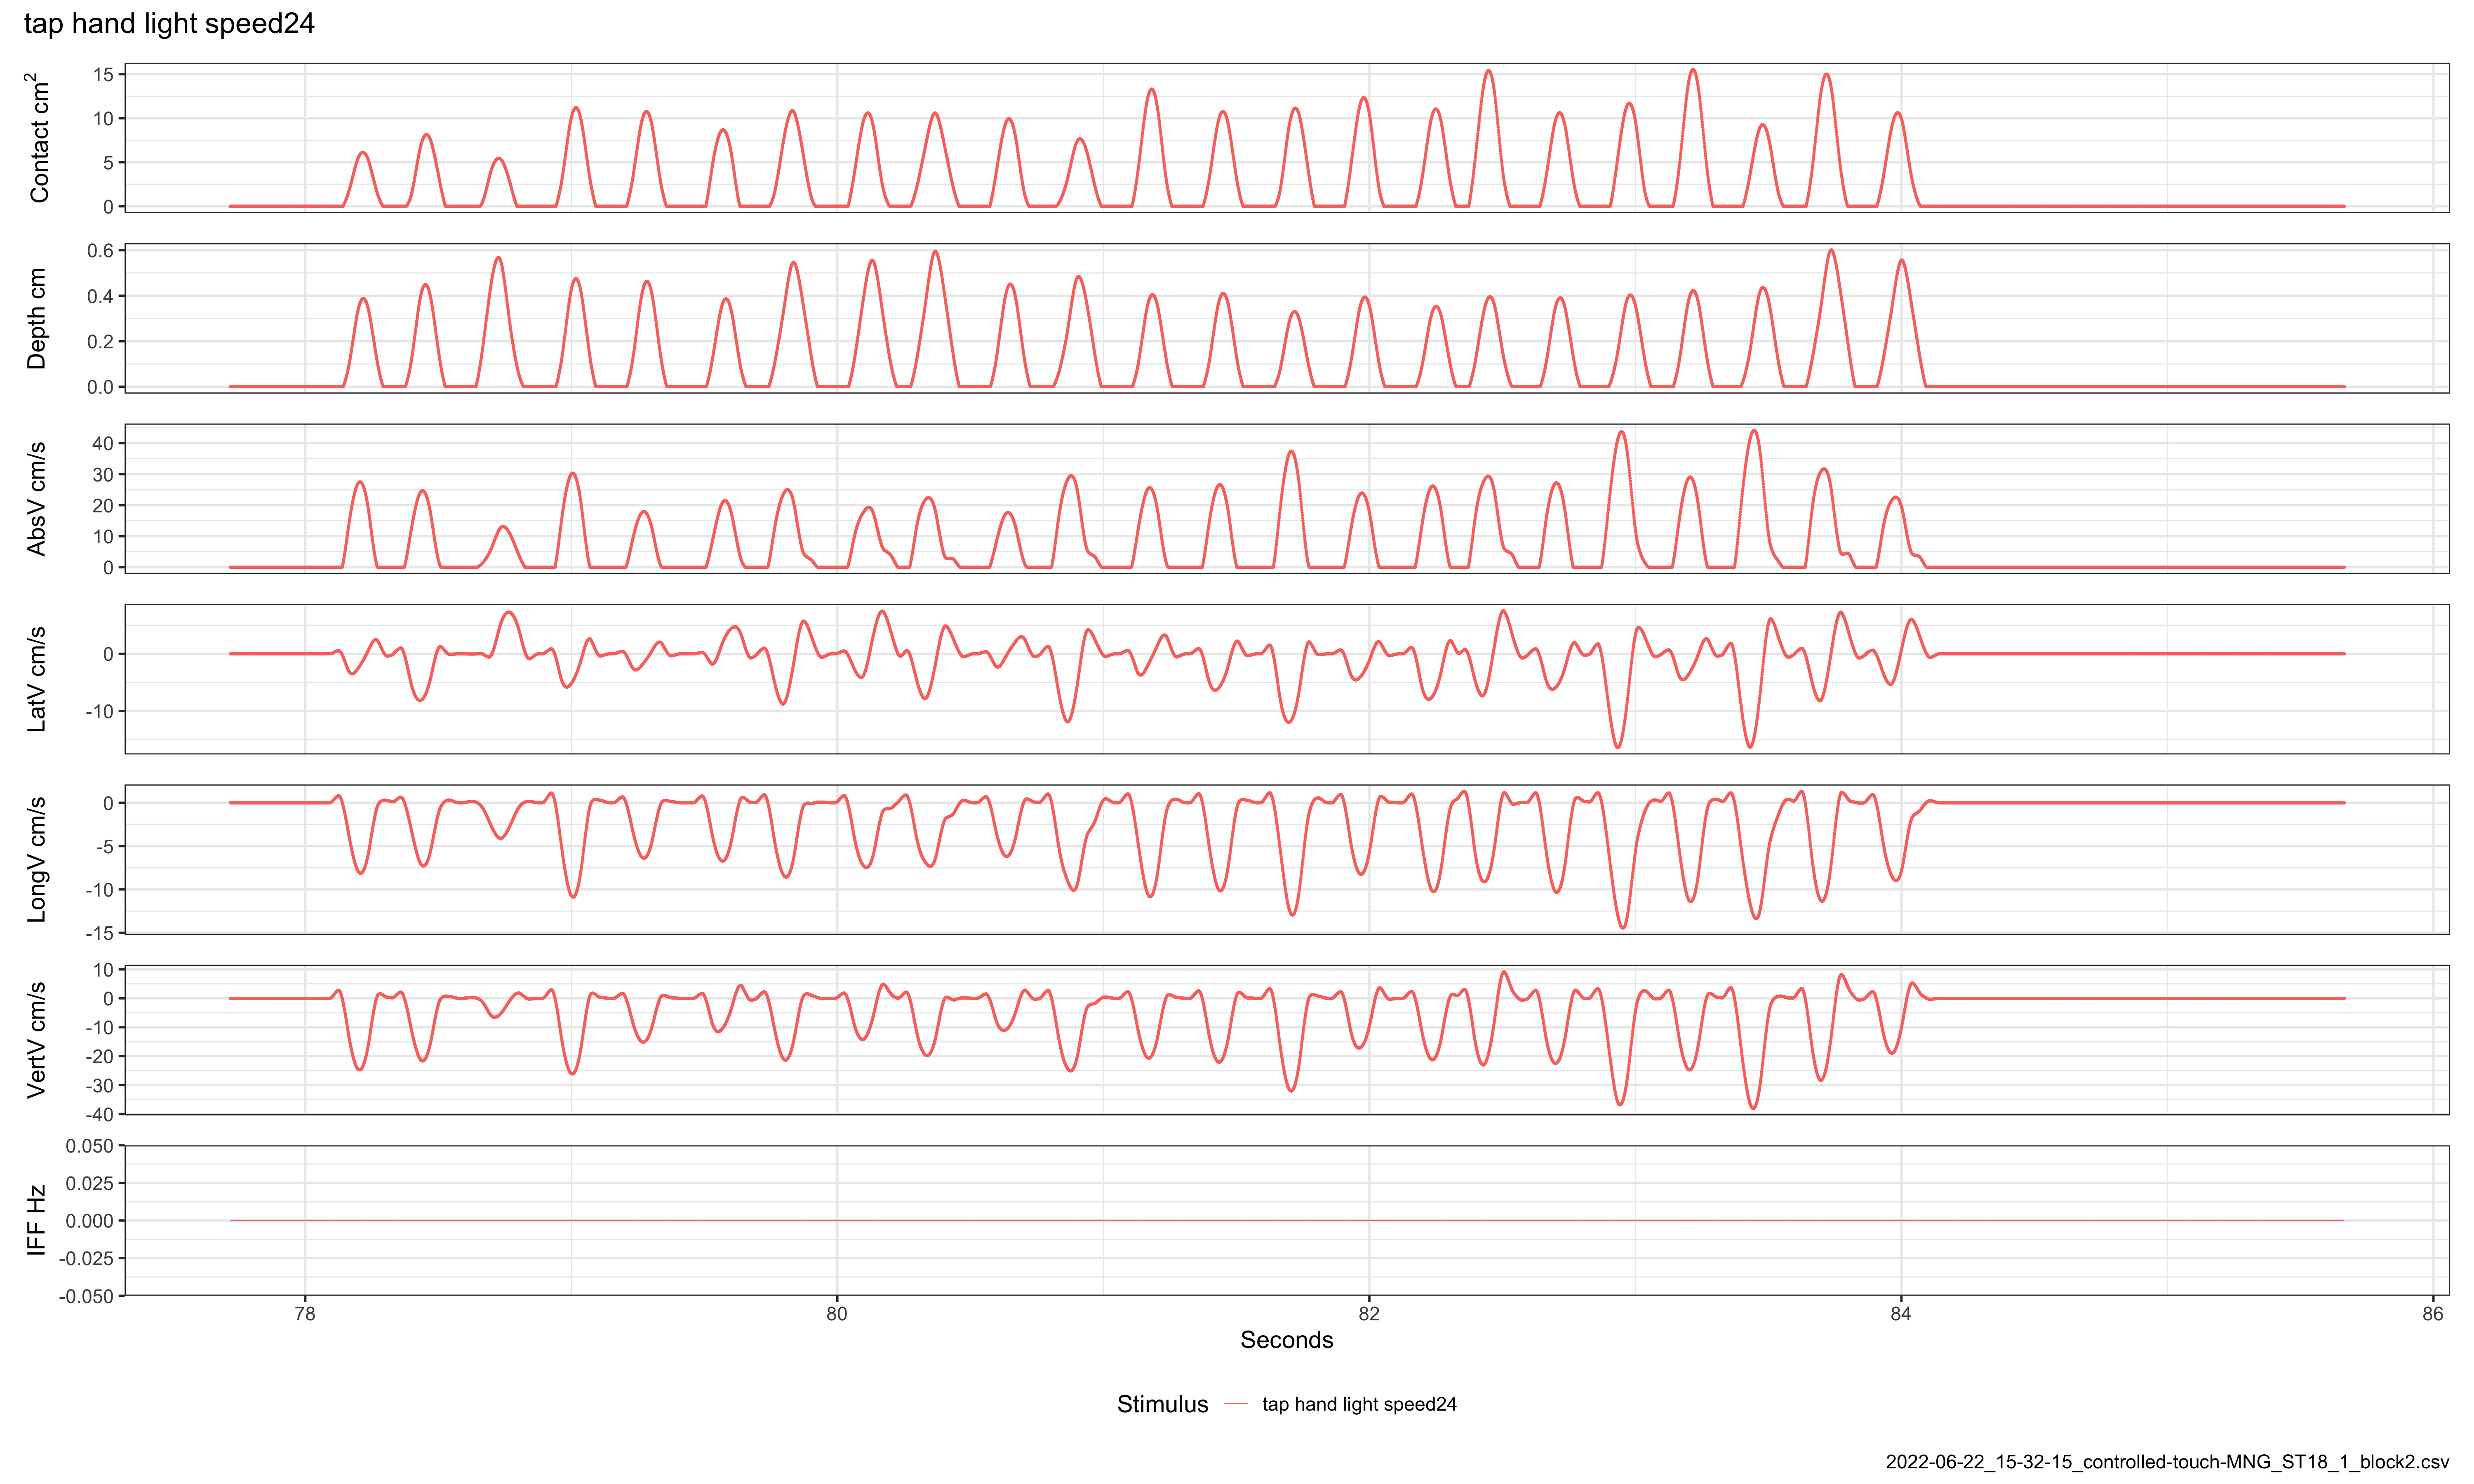 tap hand light speed24
Contact cm²
15
10
5
0
Depth cm
0.6
0.4
0.2
0.0
AbsV cm/s
40
30
20
10
0
LatV cm/s
0
-10
LongV cm/s
0
-5
-10
-15
VertV cm/s
10
0
-10
-20
-30
-40
IFF Hz
0.050
0.025
0.000
-0.025
-0.050
78 80 82 84 86
Seconds
Stimulus tap hand light speed24
2022-06-22_15-32-15_controlled-touch-MNG_ST18_1_block2.csv